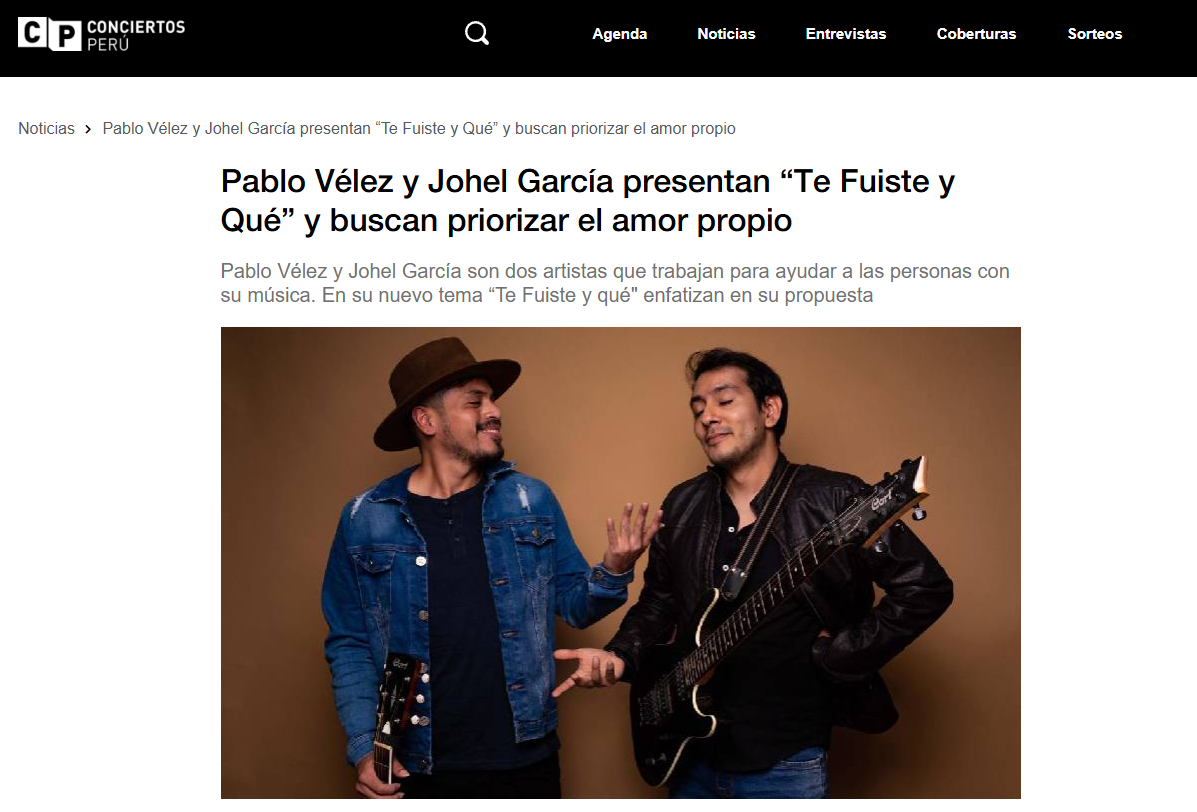 CP CONCIERTOS
PERÚ
Agenda Noticias Entrevistas Coberturas Sorteos
Noticias > Pablo Vélez y Johel García presentan “Te Fuiste y Qué” y buscan priorizar el amor propio
Pablo Vélez y Johel García presentan “Te Fuiste y
Qué” y buscan priorizar el amor propio
Pablo Vélez y Johel García son dos artistas que trabajan para ayudar a las personas con
su música. En su nuevo tema “Te Fuiste y qué" enfatizan en su propuesta
Cort
Cort